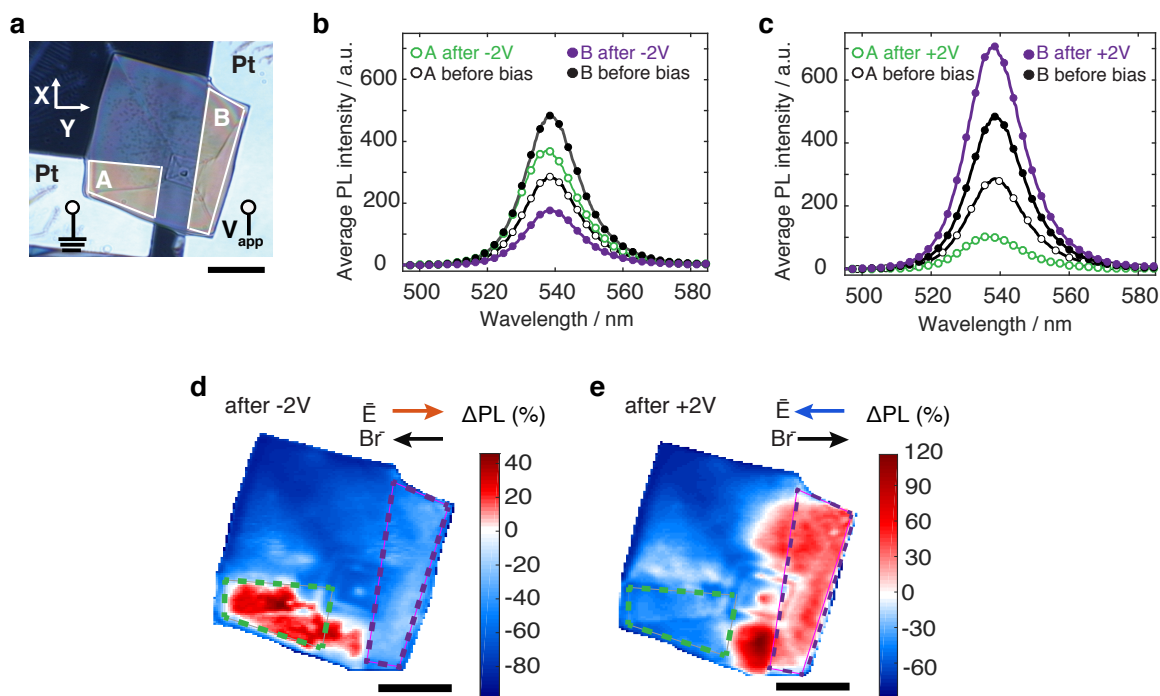 a
Pt
X
Y
B
A
Pt
V app
b
A after -2V
B after -2V
A before bias
B before bias
Average PL intensity / a.u.
600
400
200
0
500 520 540 560 580
Wavelength / nm
c
A after +2V
B after +2V
A before bias
B before bias
Average PL intensity / a.u.
600
400
200
0
500 520 540 560 580
Wavelength / nm
d
after -2V
Ē
Br⁻
ΔPL (%)
40
20
0
-20
-40
-60
-80
e
after +2V
Ē
Br⁻
ΔPL (%)
120
90
60
30
0
-30
-60